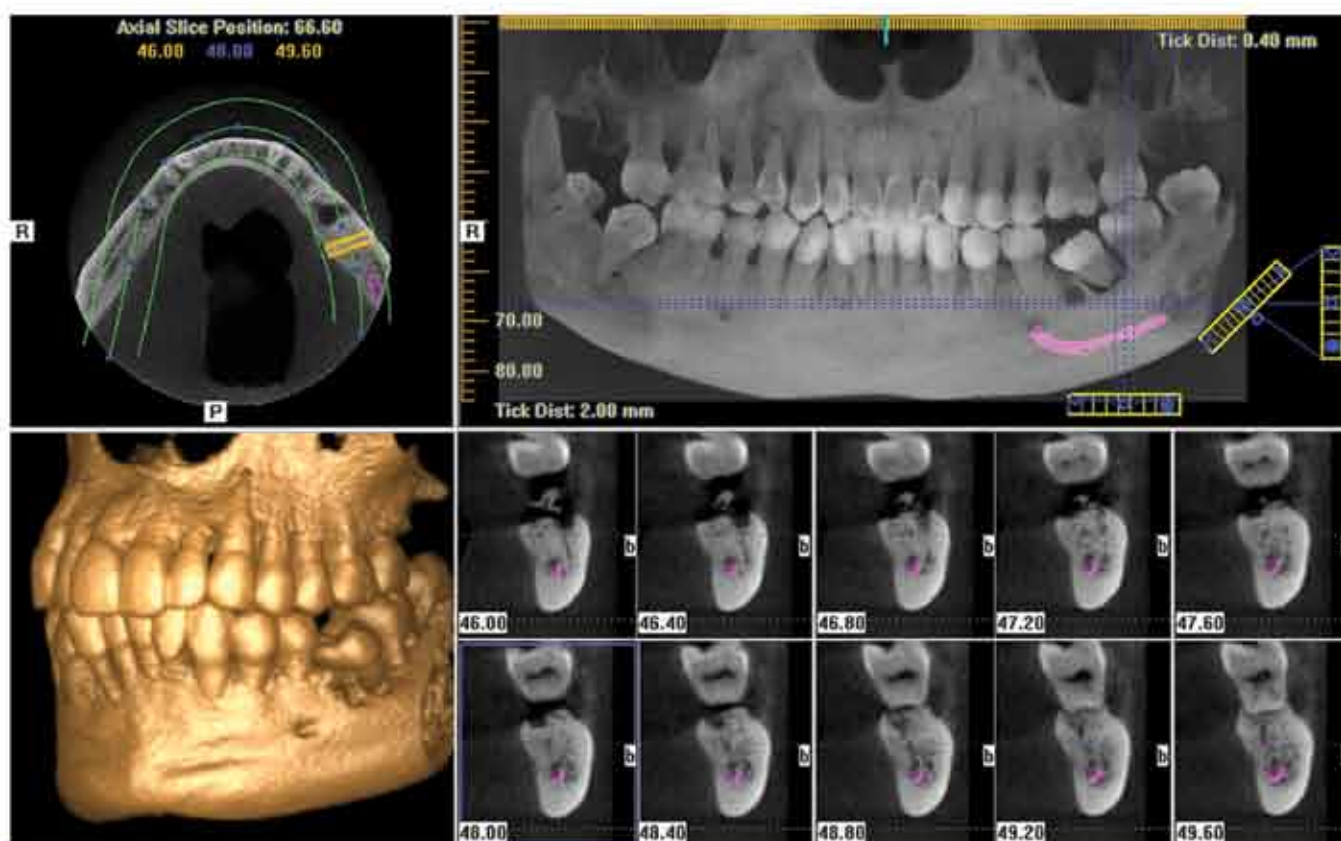 Axial Slice Position: 66.60
46.00 48.00 49.60
R
P
Tick Dist: 0.40 mm
R
70.00
80.00
Tick Dist: 2.00 mm
b
b
b
b
b
46.00
46.40
46.80
47.20
47.60
b
b
b
b
b
48.00
48.40
48.80
49.20
49.60